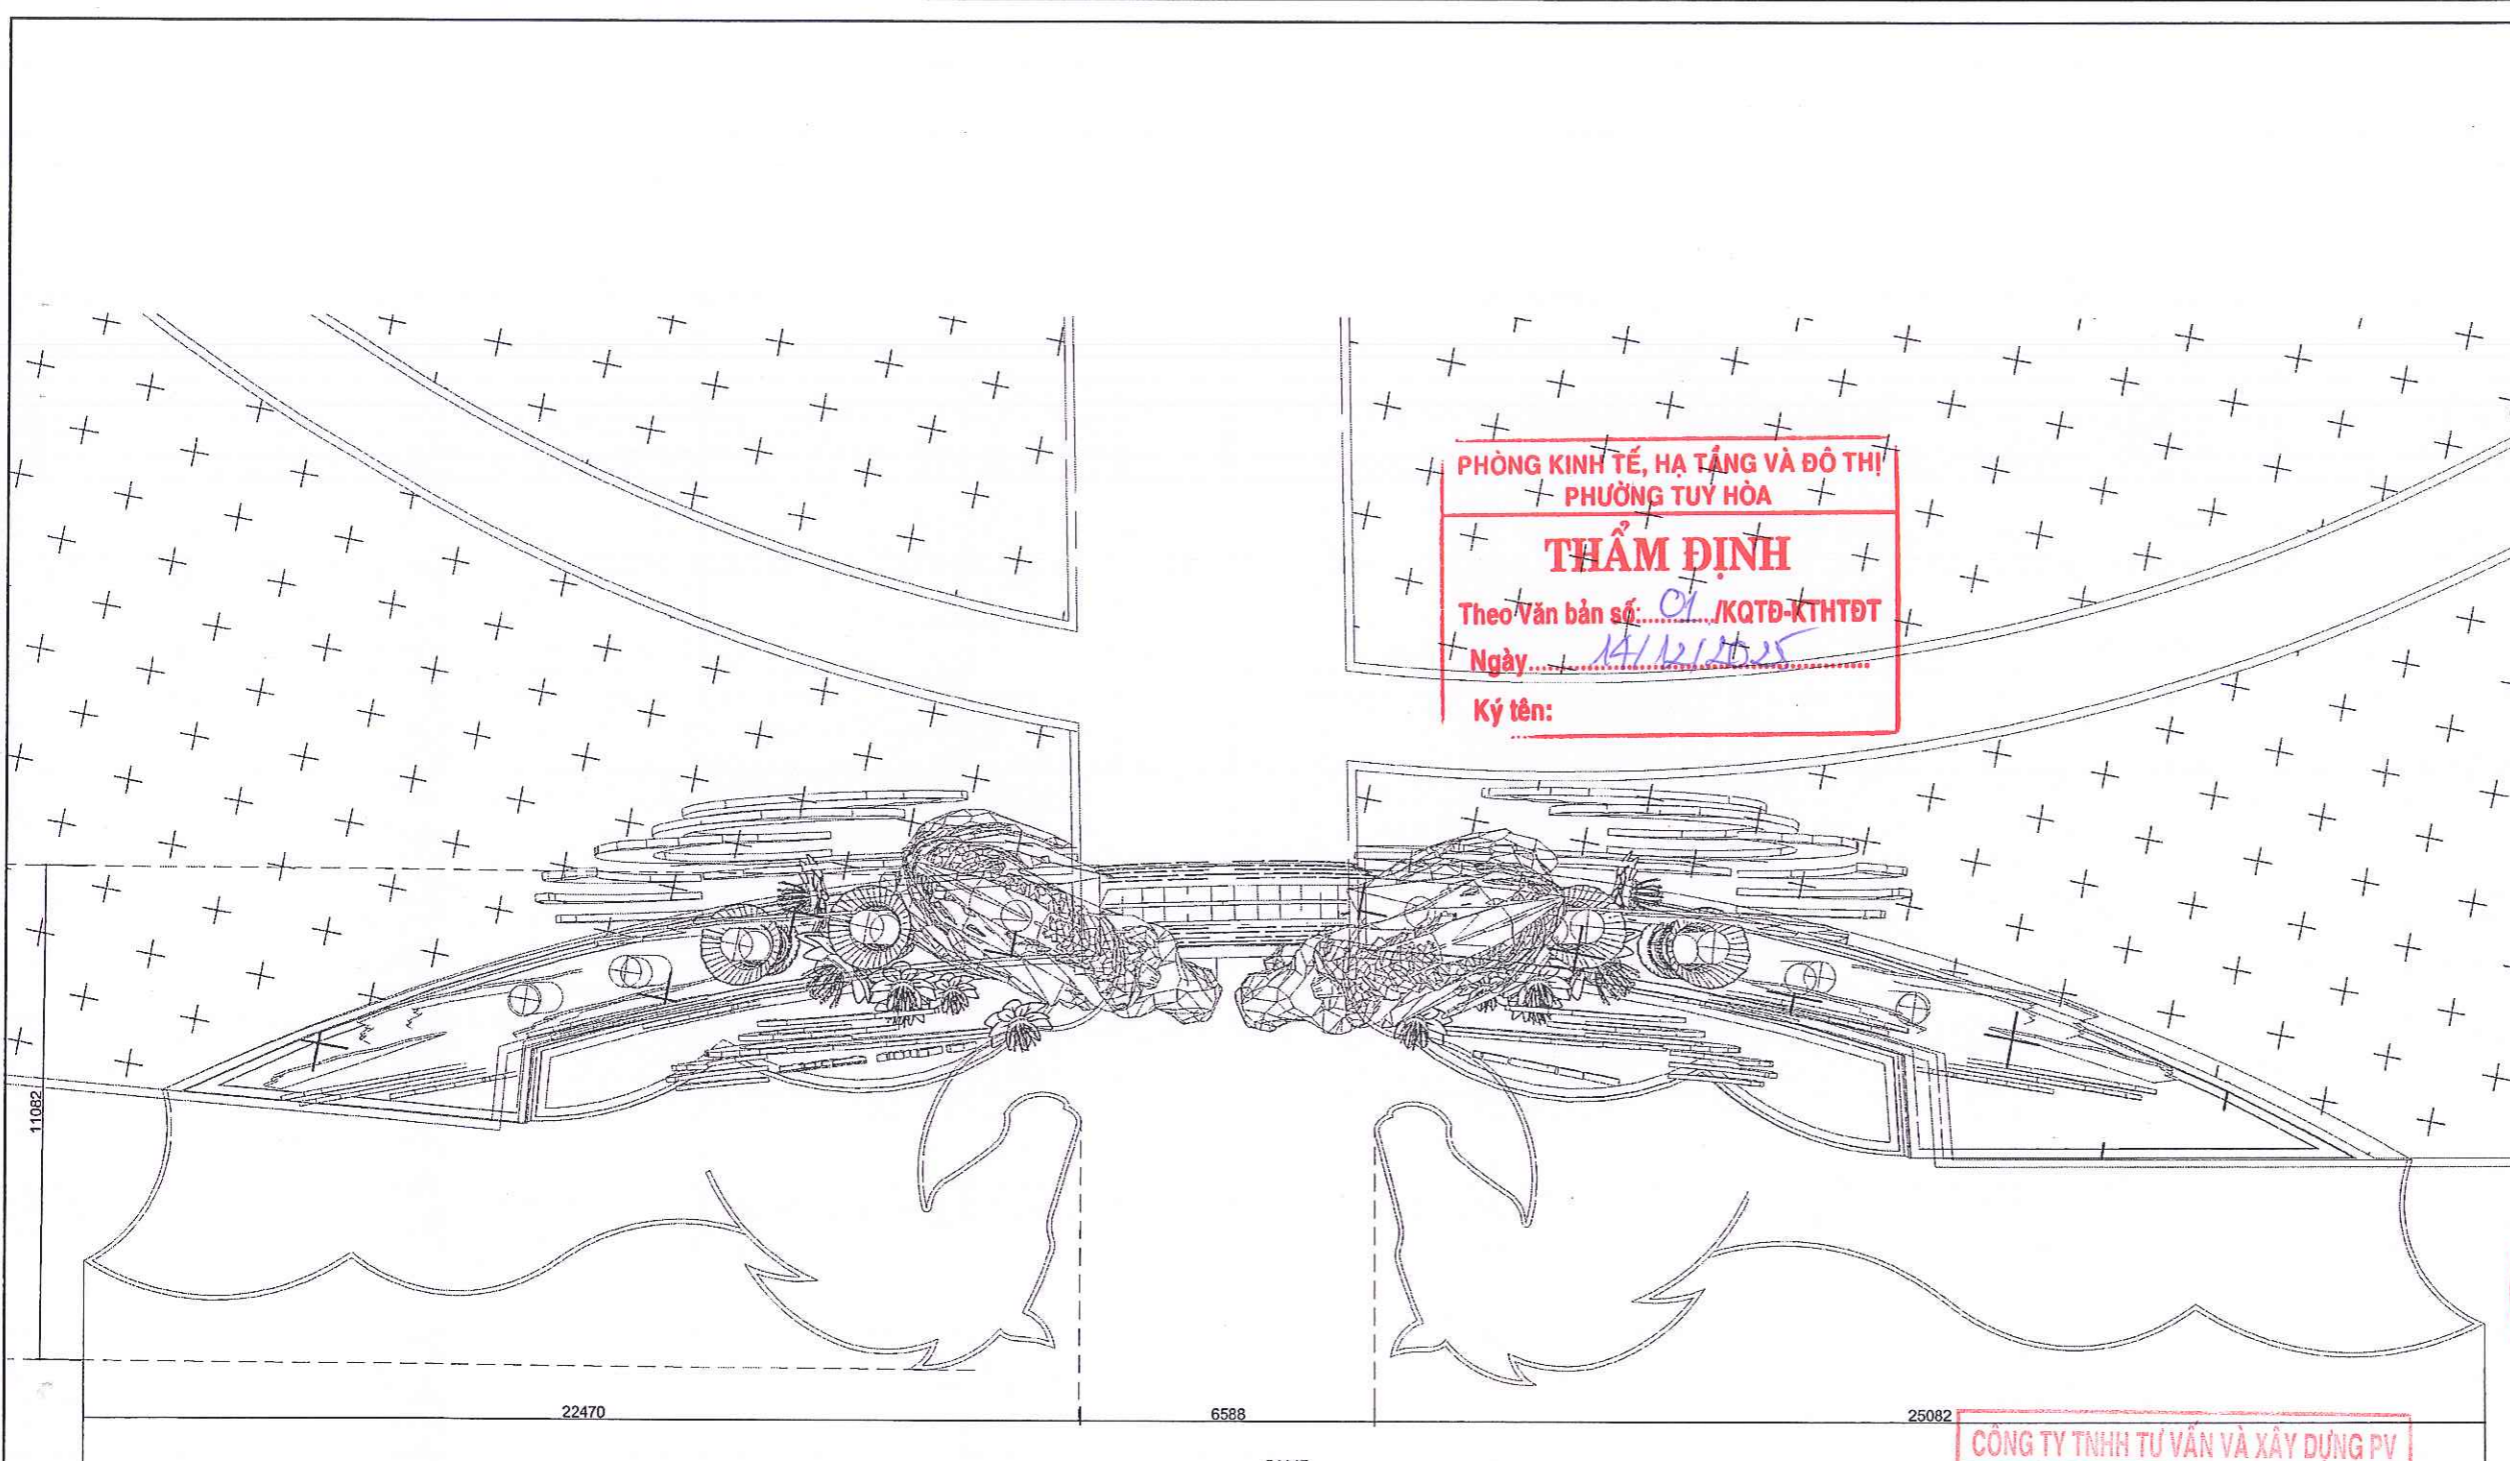 PHÒNG KINH TẾ, HẠ TẦNG VÀ ĐÔ THỊ
PHƯỜNG TUY HÒA
THẨM ĐỊNH
Theo Văn bản số: 01 /KQTĐ-KTHTĐT
Ngày 14/12/2025
Ký tên:
11082
22470
6588
25082
CÔNG TY TNHH TƯ VẤN VÀ XÂY DỰNG PV